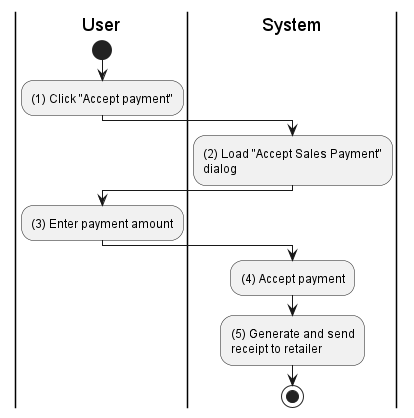 User
System
(1) Click "Accept payment"
(2) Load "Accept Sales Payment"
dialog
(3) Enter payment amount
(4) Accept payment
(5) Generate and send
receipt to retailer